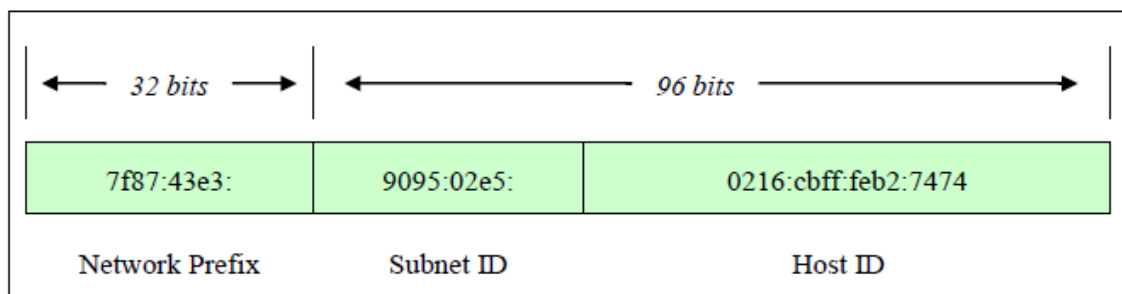 32 bits 96 bits
7f87:43e3: 9095:02e5: 0216:cbff:feb2:7474
Network Prefix Subnet ID Host ID